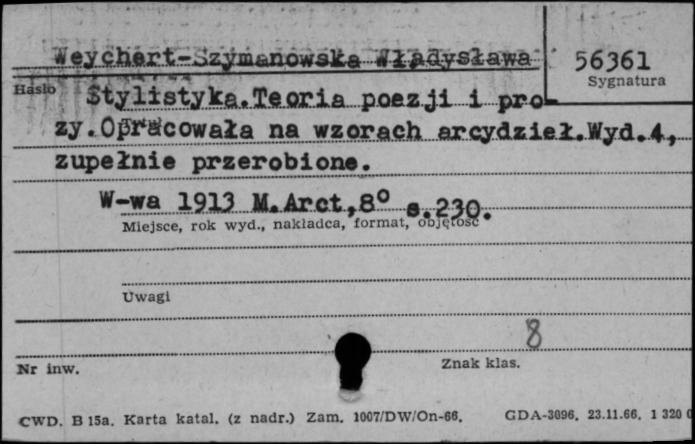 Weychert-Szymanowska Władysława
56361
Sygnatura
Hasło
Stylistyka.Teoria poezji i pro-
zy.Opracowała na wzorach arcydzieł.Wyd.4,
zupełnie przerobione.
W-wa 1913 M.Arct,8° s.230.
Miejsce, rok wyd., nakładca, format, objętość
Uwagi
8
Nr inw.
Znak klas.
CWD. B 15a. Karta katal. (z nadr.) Zam. 1007/DW/On-66. GDA-3096. 23.11.66. 1 320 0